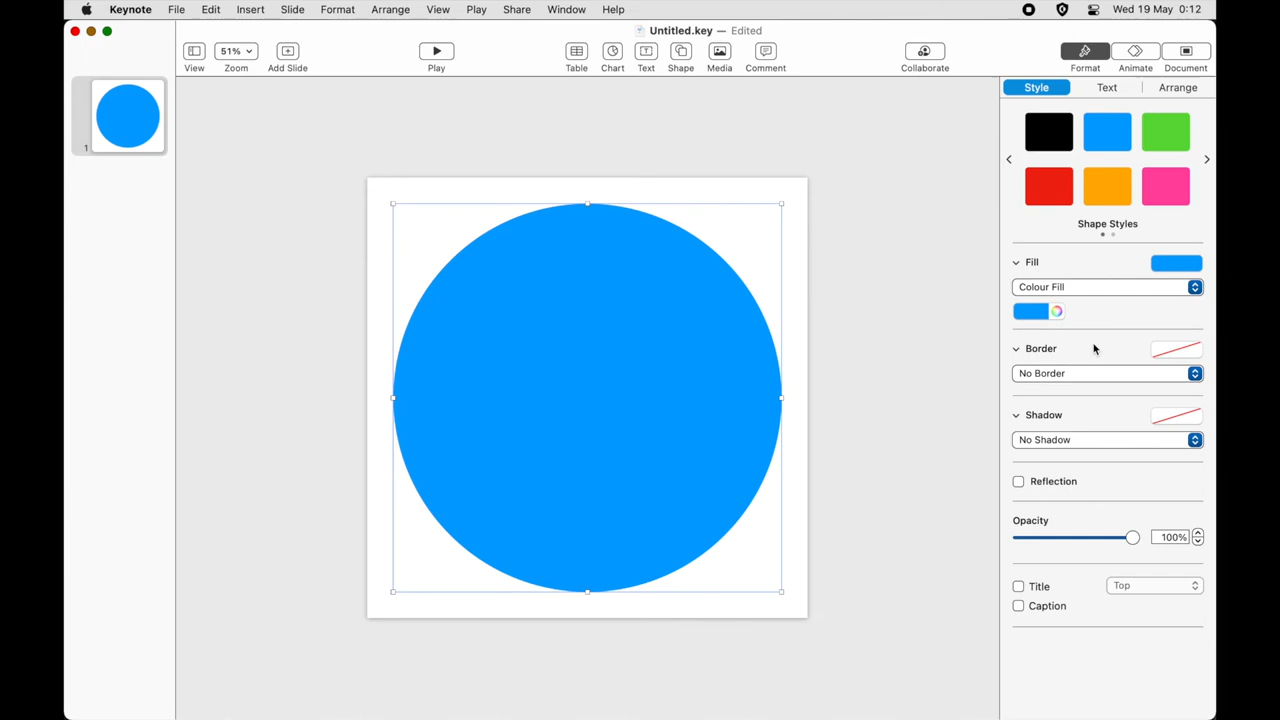 Keynote File Edit Insert Slide Format Arrange View Play Share Window Help Wed 19 May 0:12
Untitled.key — Edited
51%
View Zoom Add Slide Play Table Chart Text Shape Media Comment Collaborate Format Animate Document
Style Text Arrange
1
Shape Styles
Fill
Colour Fill
Border
No Border
Shadow
No Shadow
Reflection
Opacity
100%
Title Top
Caption